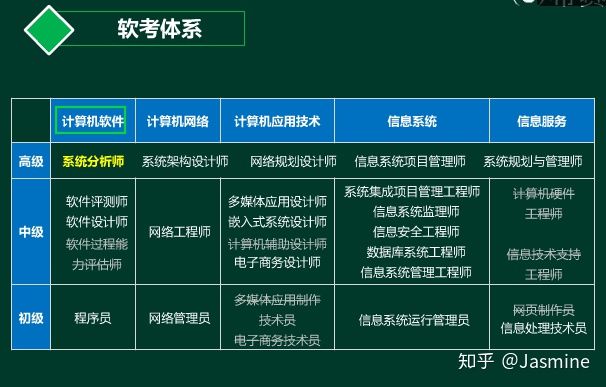 软考体系
计算机软件 计算机网络 计算机应用技术 信息系统 信息服务
高级 系统分析师 系统架构设计师 网络规划设计师 信息系统项目管理师 系统规划与管理师
中级
软件评测师
软件设计师
软件过程能
力评估师
网络工程师
多媒体应用设计师
嵌入式系统设计师
计算机辅助设计师
电子商务设计师
系统集成项目管理工程师
信息系统监理师
信息安全工程师
数据库系统工程师
信息系统管理工程师
计算机硬件
工程师
信息技术支持
工程师
初级
程序员
网络管理员
多媒体应用制作
技术员
电子商务技术员
信息系统运行管理员
网页制作员
信息处理技术员
知乎 @Jasmine